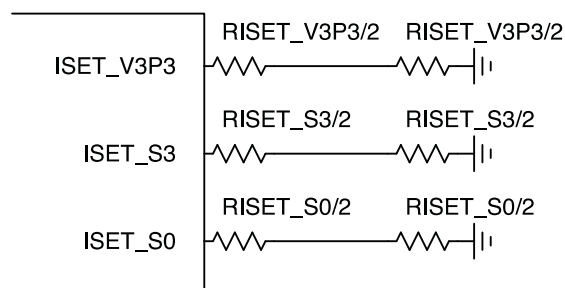 RISET_V3P3/2 RISET_V3P3/2
ISET_V3P3
RISET_S3/2 RISET_S3/2
ISET_S3
RISET_S0/2 RISET_S0/2
ISET_S0